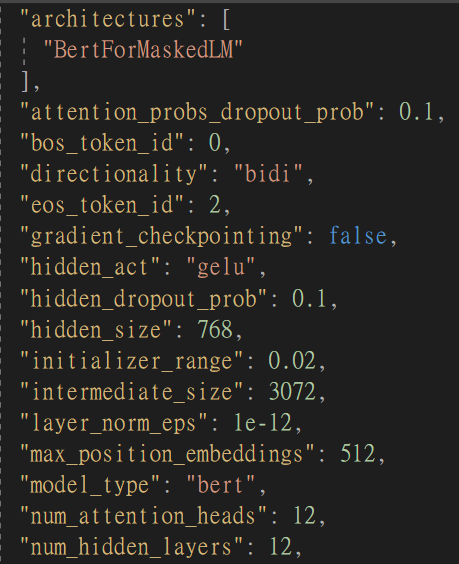 "architectures": [
"BertForMaskedLM"
],
"attention_probs_dropout_prob": 0.1,
"bos_token_id": 0,
"directionality": "bidi",
"eos_token_id": 2,
"gradient_checkpointing": false,
"hidden_act": "gelu",
"hidden_dropout_prob": 0.1,
"hidden_size": 768,
"initializer_range": 0.02,
"intermediate_size": 3072,
"layer_norm_eps": 1e-12,
"max_position_embeddings": 512,
"model_type": "bert",
"num_attention_heads": 12,
"num_hidden_layers": 12,